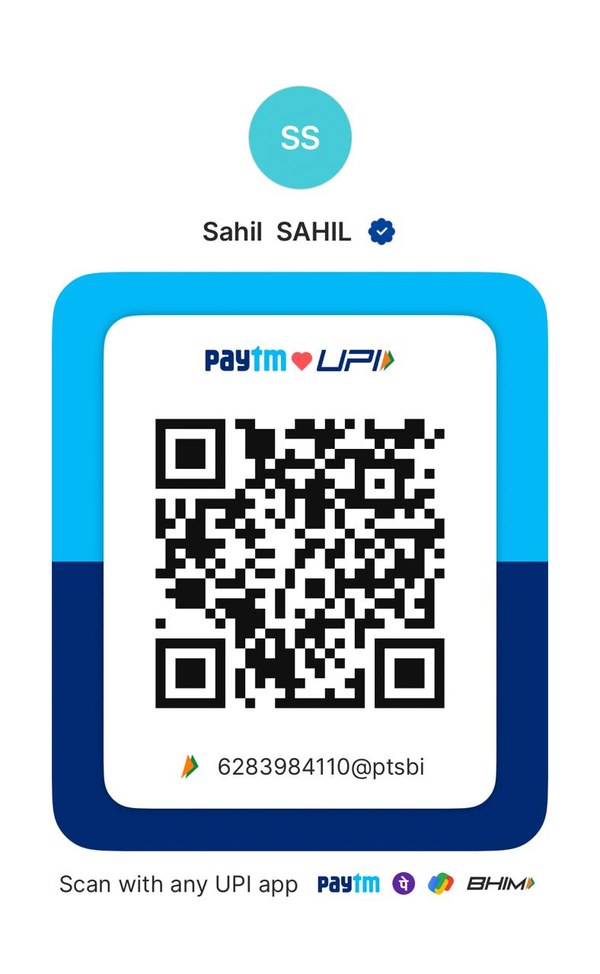 SS
Sahil SAHIL
paytm UPI
6283984110@ptsbi
Scan with any UPI app paytm पे BHIM